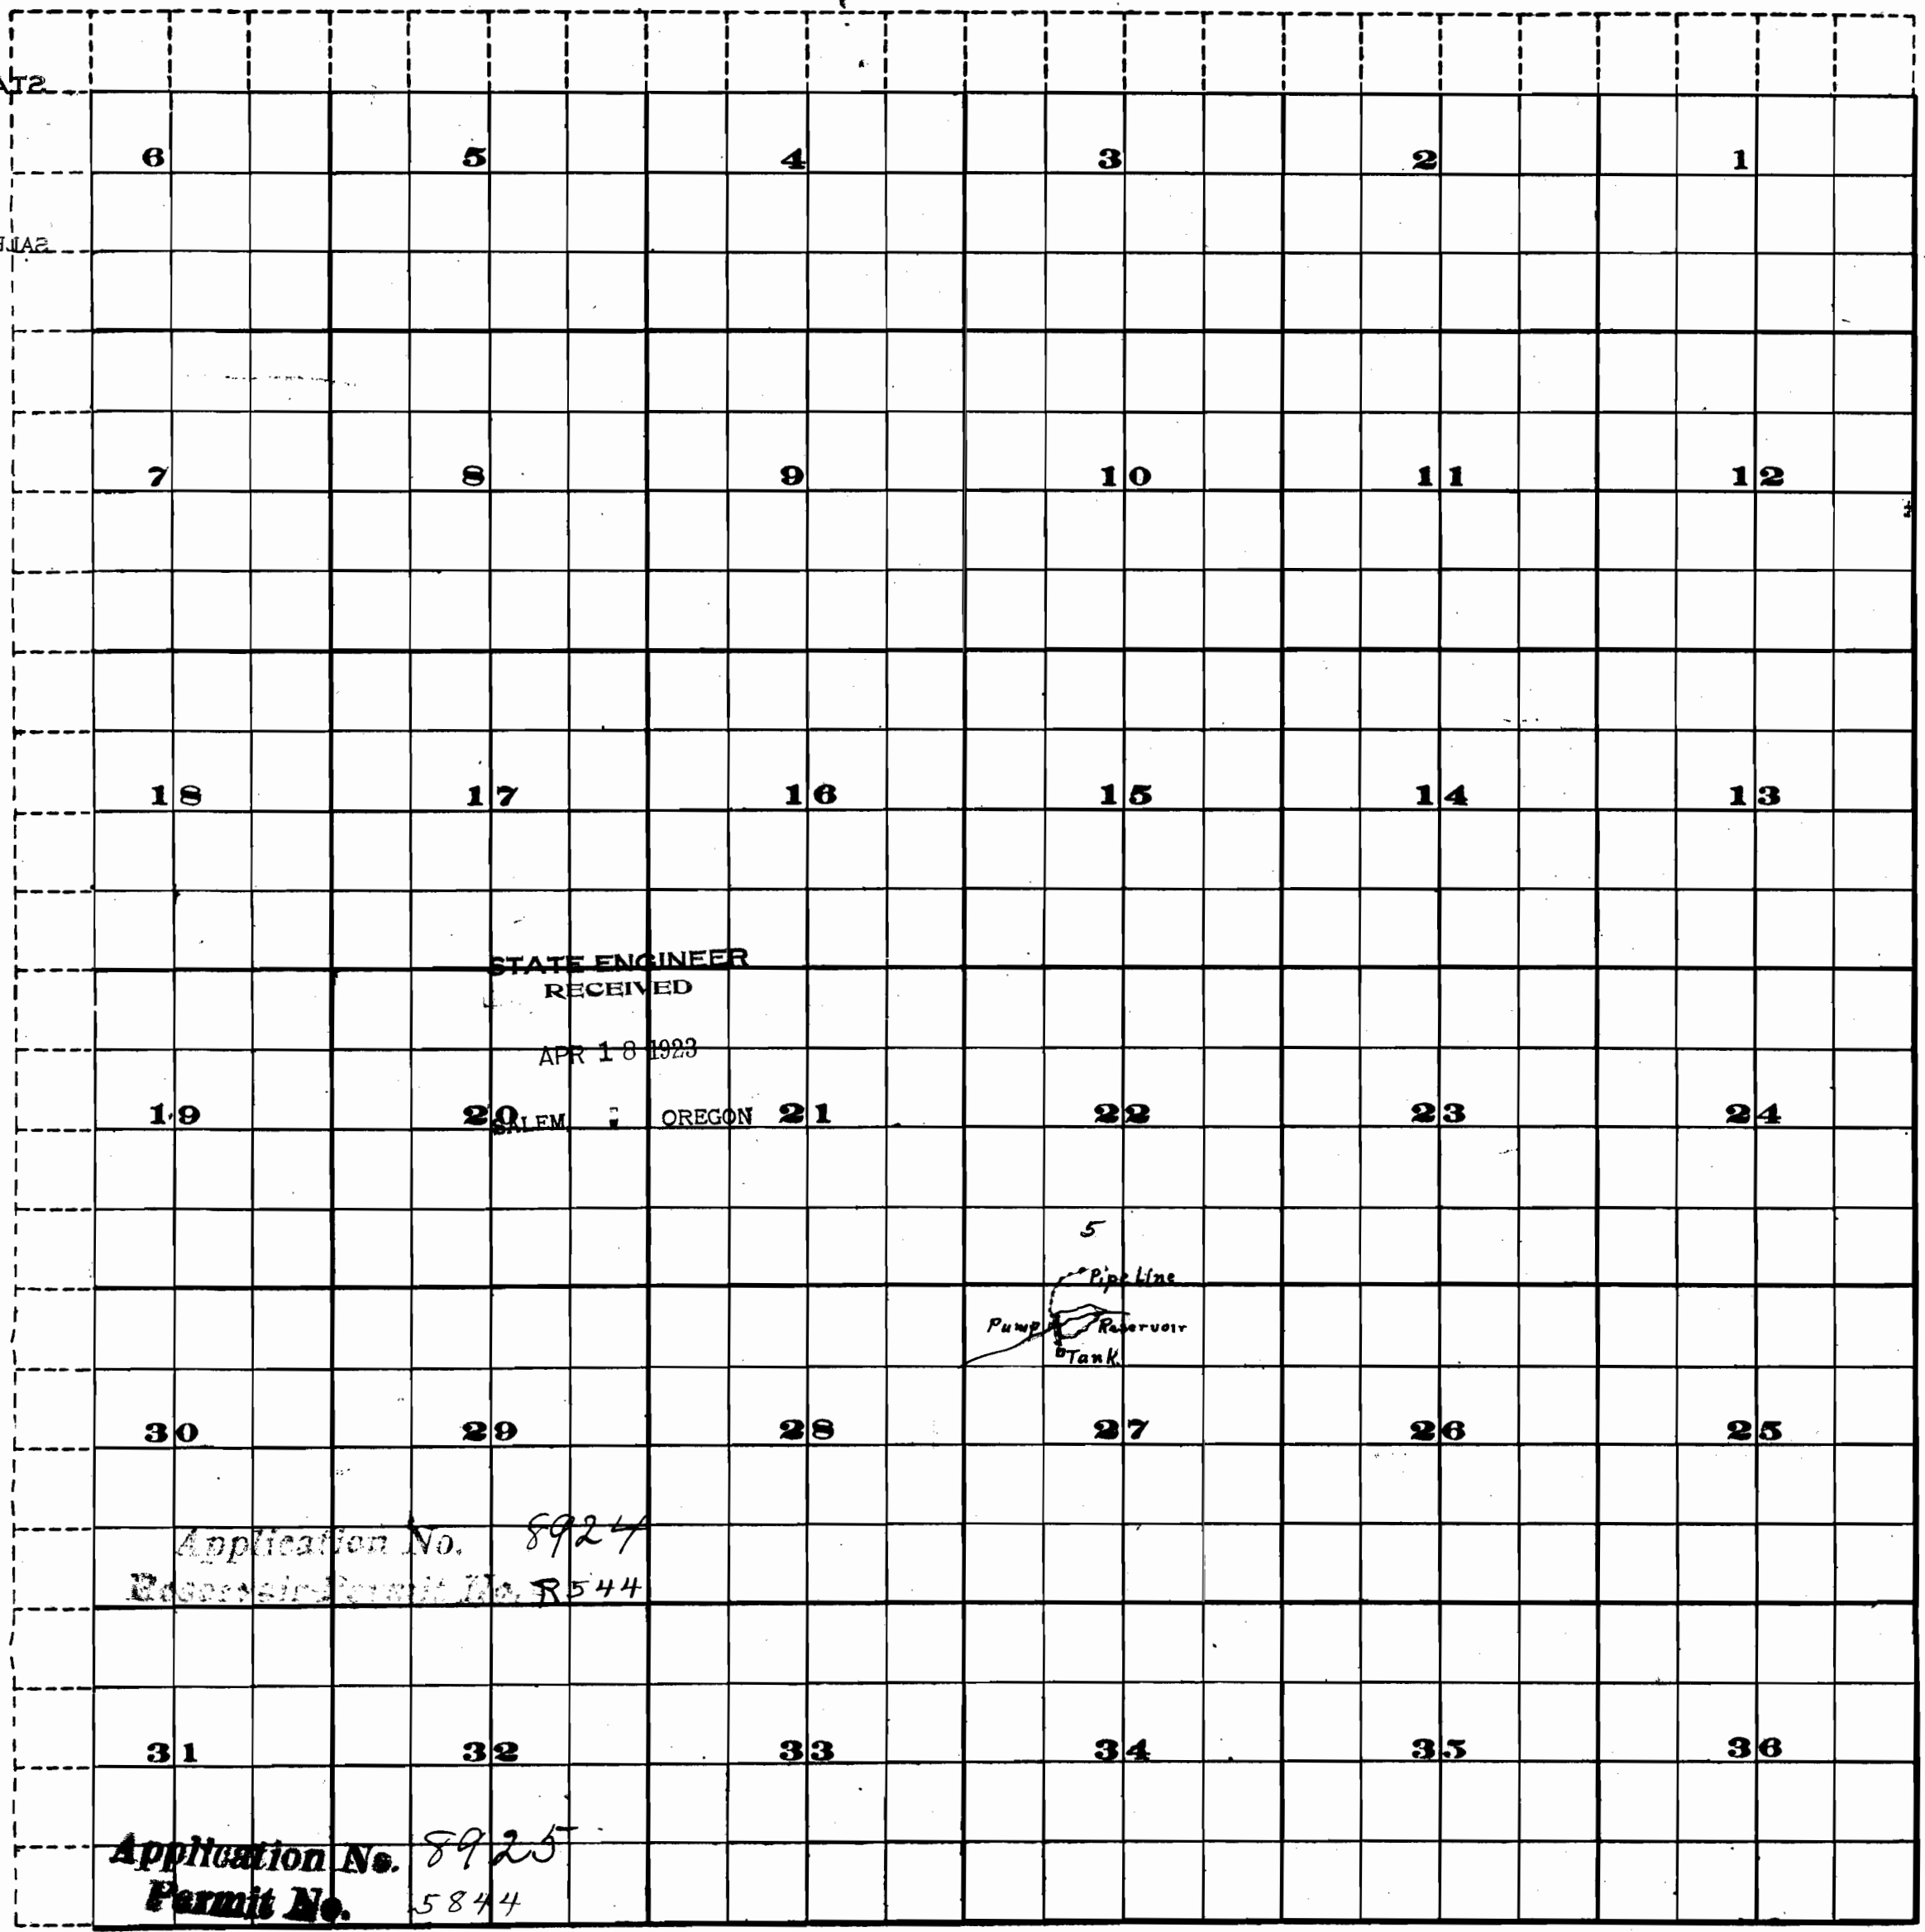 6 5 4 3 2 1
7 8 9 10 11 12
18 17 16 15 14 13
STATE ENGINEER
RECEIVED
APR 18 1923
SALEM OREGON
19 20 21 22 23 24
5
Pipe Line
Pump Reservoir
Tank
30 29 28 27 26 25
Application No. 8924
Reservoir Permit No. R544
31 32 33 34 35 36
Application No. 8925
Permit No. 5844